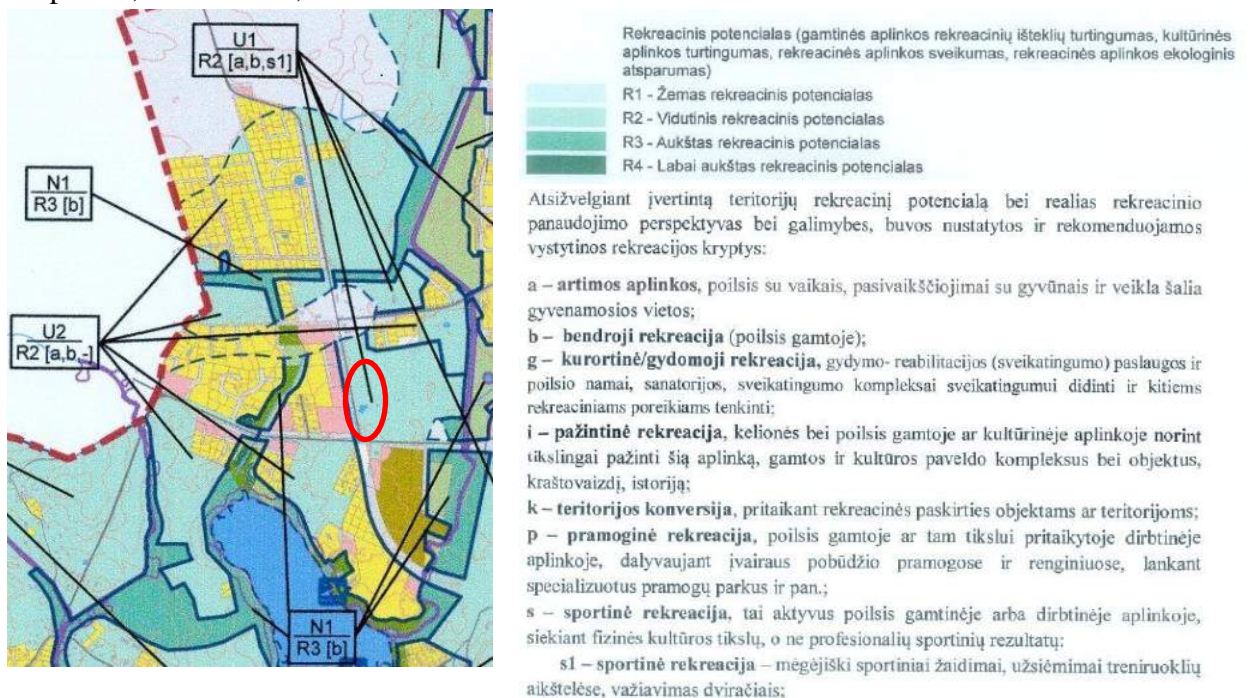 U1
R2 [a,b,s1]
N1
R3 [b]
U2
R2 [a,b,-]
N1
R3 [b]
Rekreacinis potencialas (gamtinės aplinkos rekreacinių išteklių turtingumas, kultūrinės
aplinkos turtingumas, rekreacinės aplinkos sveikumas, rekreacinės aplinkos ekologinis
atsparumas)
R1 - Žemas rekreacinis potencialas
R2 - Vidutinis rekreacinis potencialas
R3 - Aukštas rekreacinis potencialas
R4 - Labai aukštas rekreacinis potencialas
Atsižvelgiant įvertintą teritorijų rekreacinį potencialą bei realias rekreacinio
panaudojimo perspektyvas bei galimybes, buvos nustatytos ir rekomenduojamos
vystytinos rekreacijos kryptys:
a – artimos aplinkos, poilsis su vaikais, pasivaikščiojimai su gyvūnais ir veikla šalia
gyvenamosios vietos;
b – bendroji rekreacija (poilsis gamtoje);
g – kurortinė/gydomoji rekreacija, gydymo- reabilitacijos (sveikatingumo) paslaugos ir
poilsio namai, sanatorijos, sveikatingumo kompleksai sveikatingumui didinti ir kitiems
rekreaciniams poreikiams tenkinti;
i – pažintinė rekreacija, kelionės bei poilsis gamtoje ar kultūrinėje aplinkoje norint
tikslingai pažinti šią aplinką, gamtos ir kultūros paveldo kompleksus bei objektus,
kraštovaizdį, istoriją;
k – teritorijos konversija, pritaikant rekreacinės paskirties objektams ar teritorijoms;
p – pramoginė rekreacija, poilsis gamtoje ar tam tikslui pritaikytoje dirbtinėje
aplinkoje, dalyvaujant įvairaus pobūdžio pramogose ir renginiuose, lankant
specializuotus pramogų parkus ir pan.;
s – sportinė rekreacija, tai aktyvus poilsis gamtinėje arba dirbtinėje aplinkoje,
siekiant fizinės kultūros tikslų, o ne profesionalių sportinių rezultatų:
s1 – sportinė rekreacija – mėgėjiški sportiniai žaidimai, užsiėmimai treniruoklių
aikštelėse, važiavimas dviračiais;